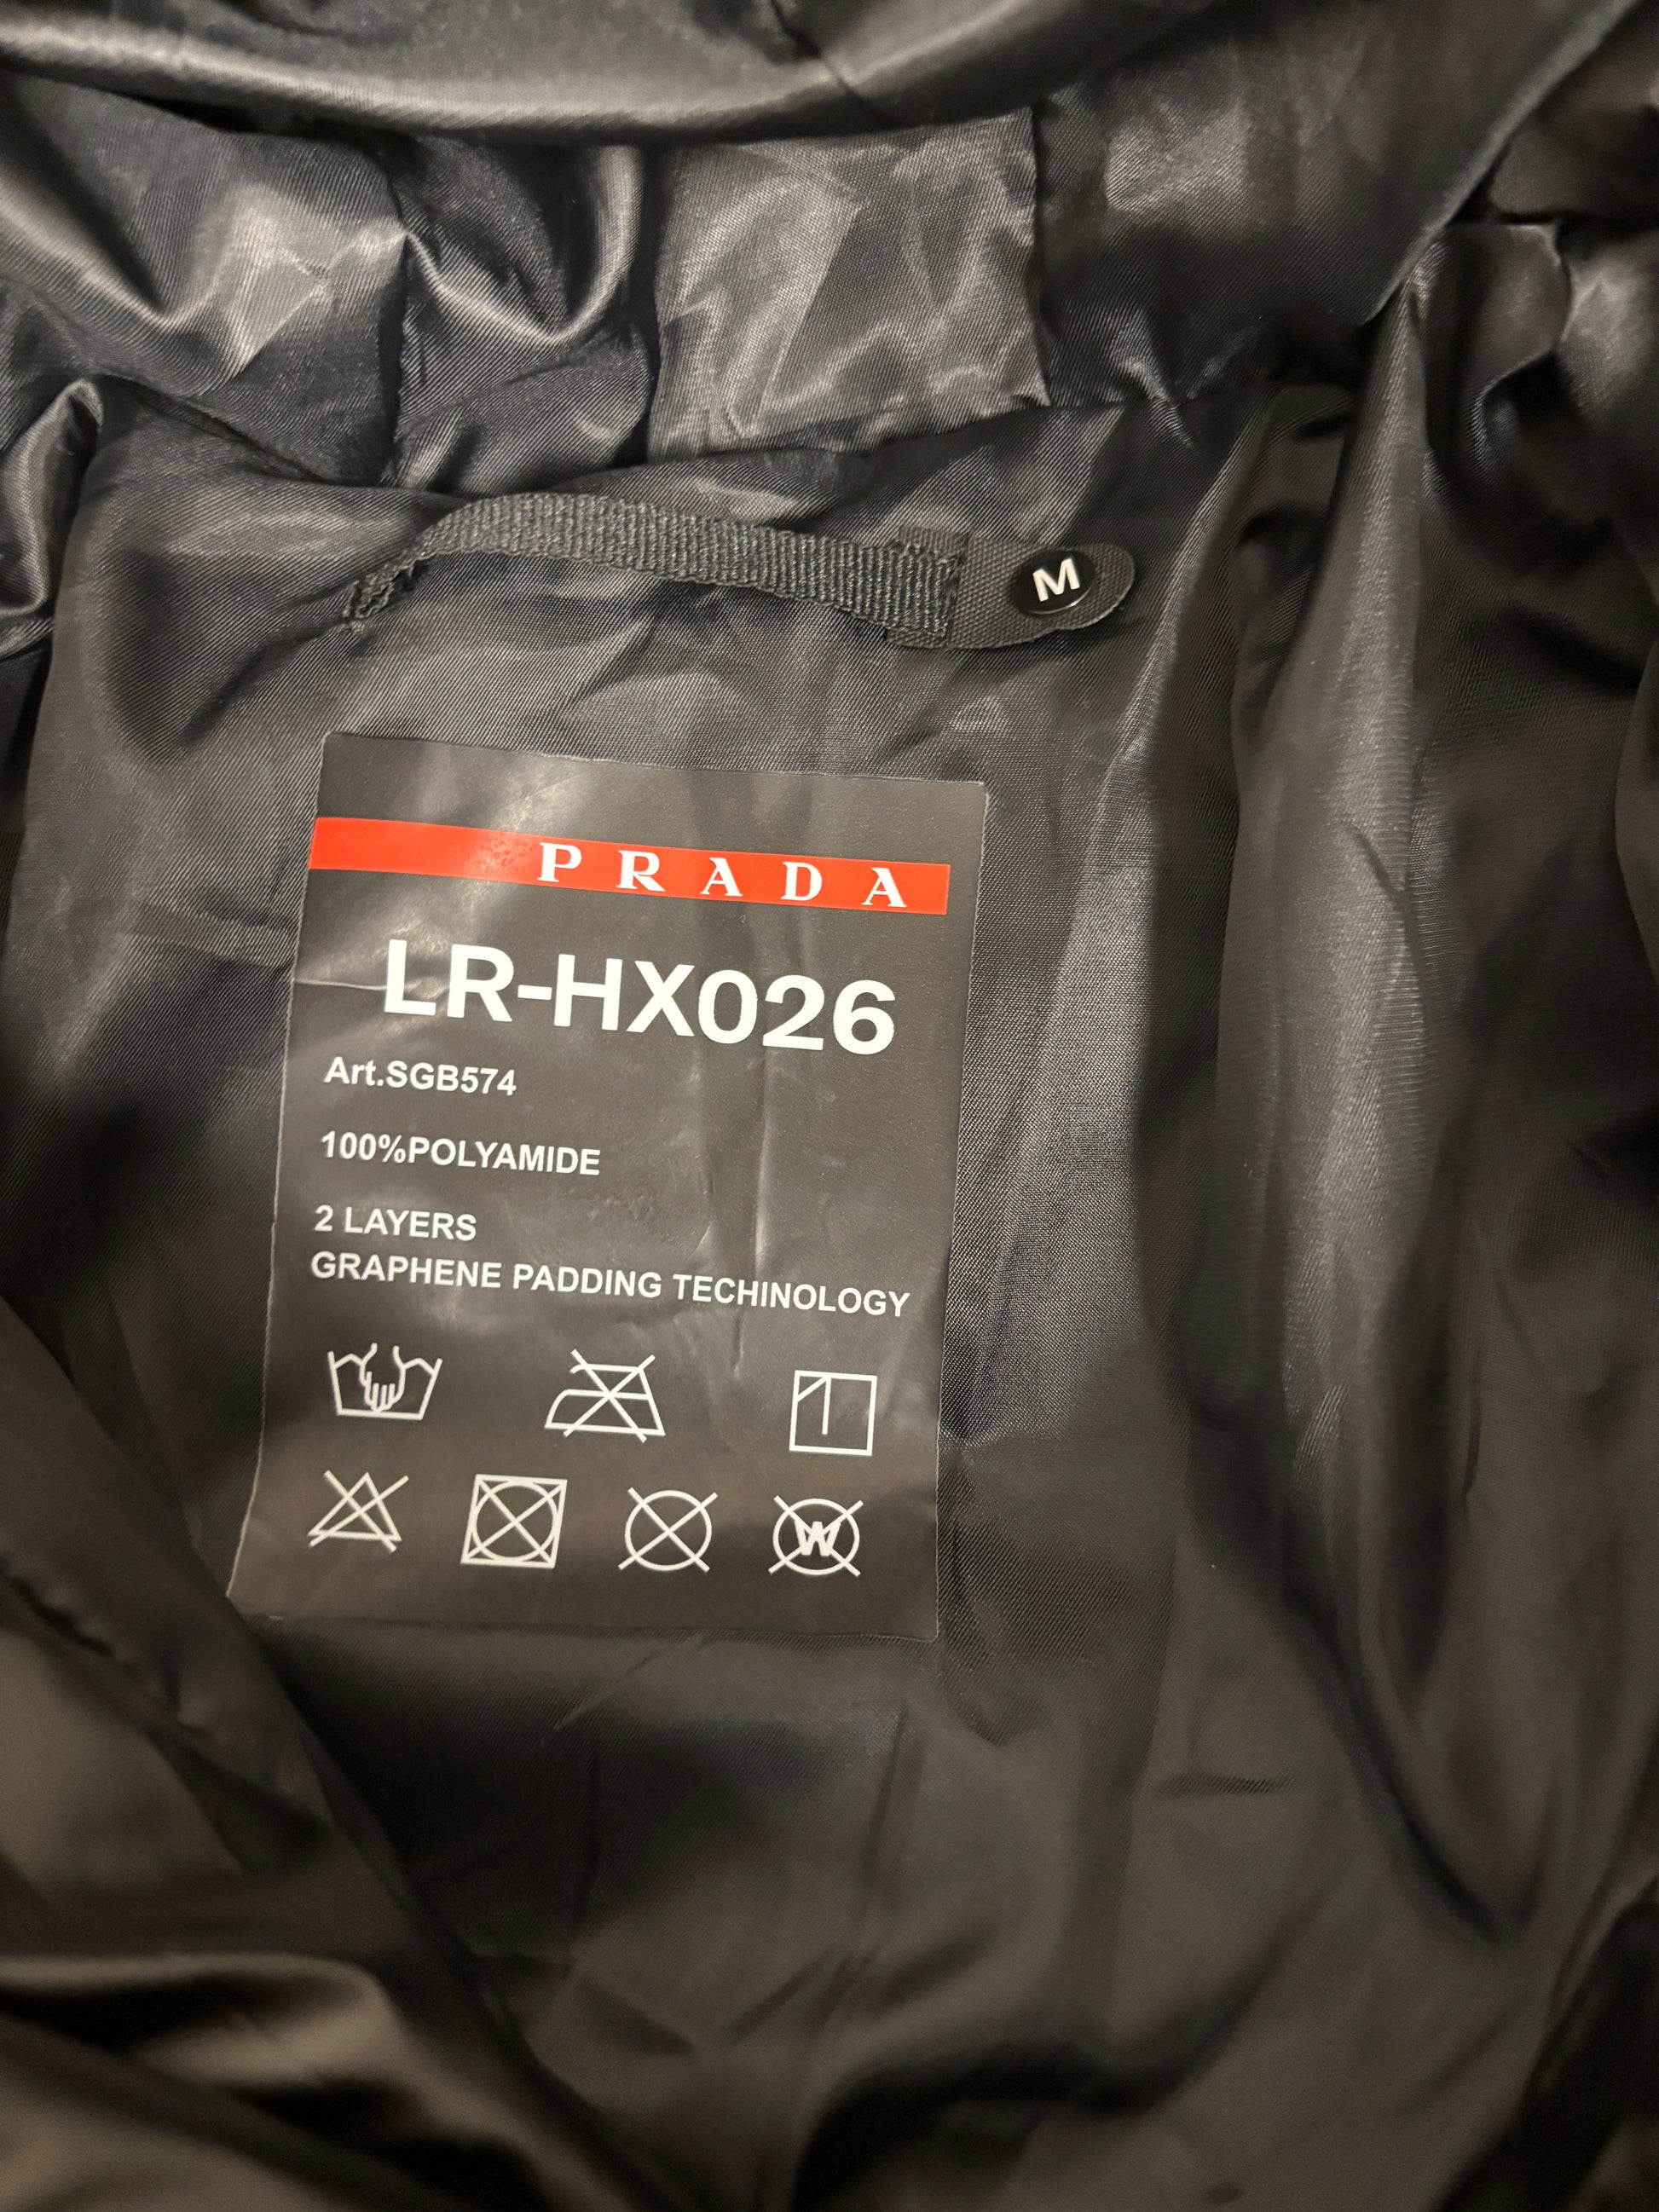 M
PRADA
LR-HX026
Art.SGB574
100%POLYAMIDE
2 LAYERS
GRAPHENE PADDING TECHINOLOGY
W